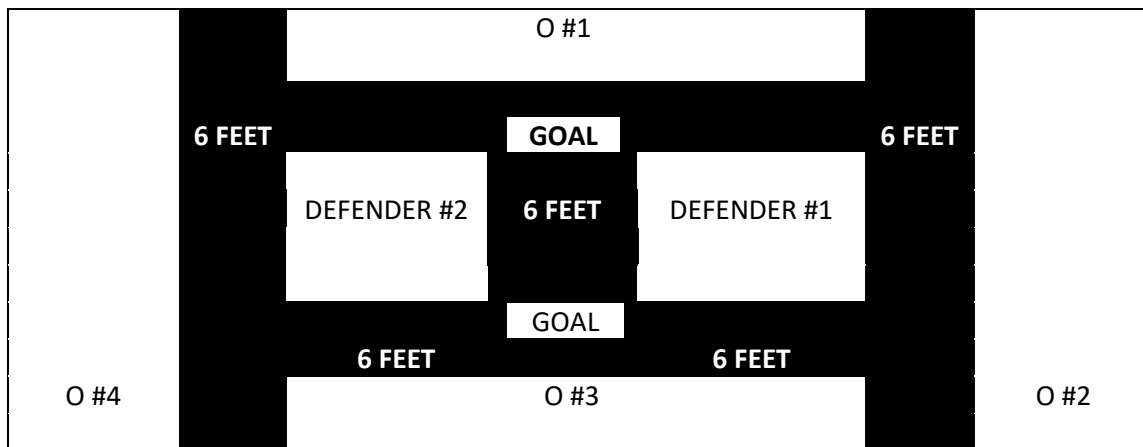 O #1
6 FEET
GOAL
6 FEET
DEFENDER #2
6 FEET
DEFENDER #1
GOAL
6 FEET
6 FEET
O #4
O #3
O #2